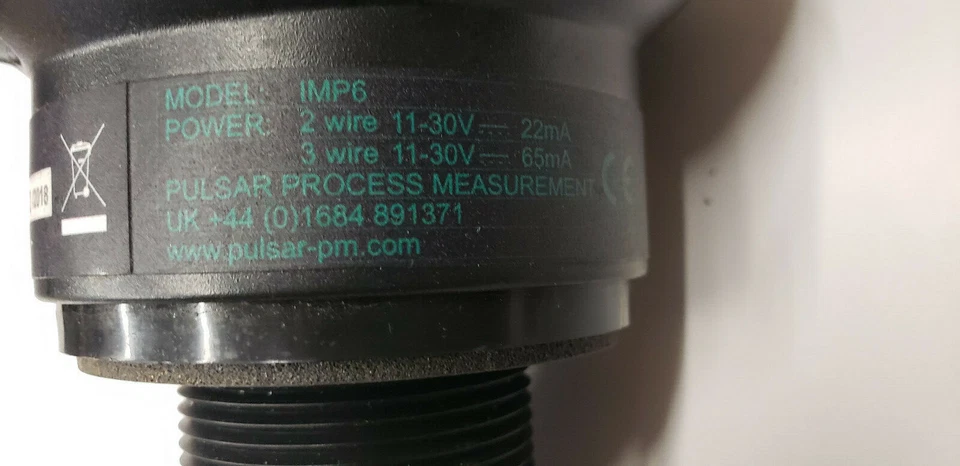 MODEL: IMP6
POWER: 2 wire 11-30V ⎓ 22mA
3 wire 11-30V ⎓ 65mA
PULSAR PROCESS MEASUREMENT CE
UK +44 (0)1684 891371
www.pulsar-pm.com